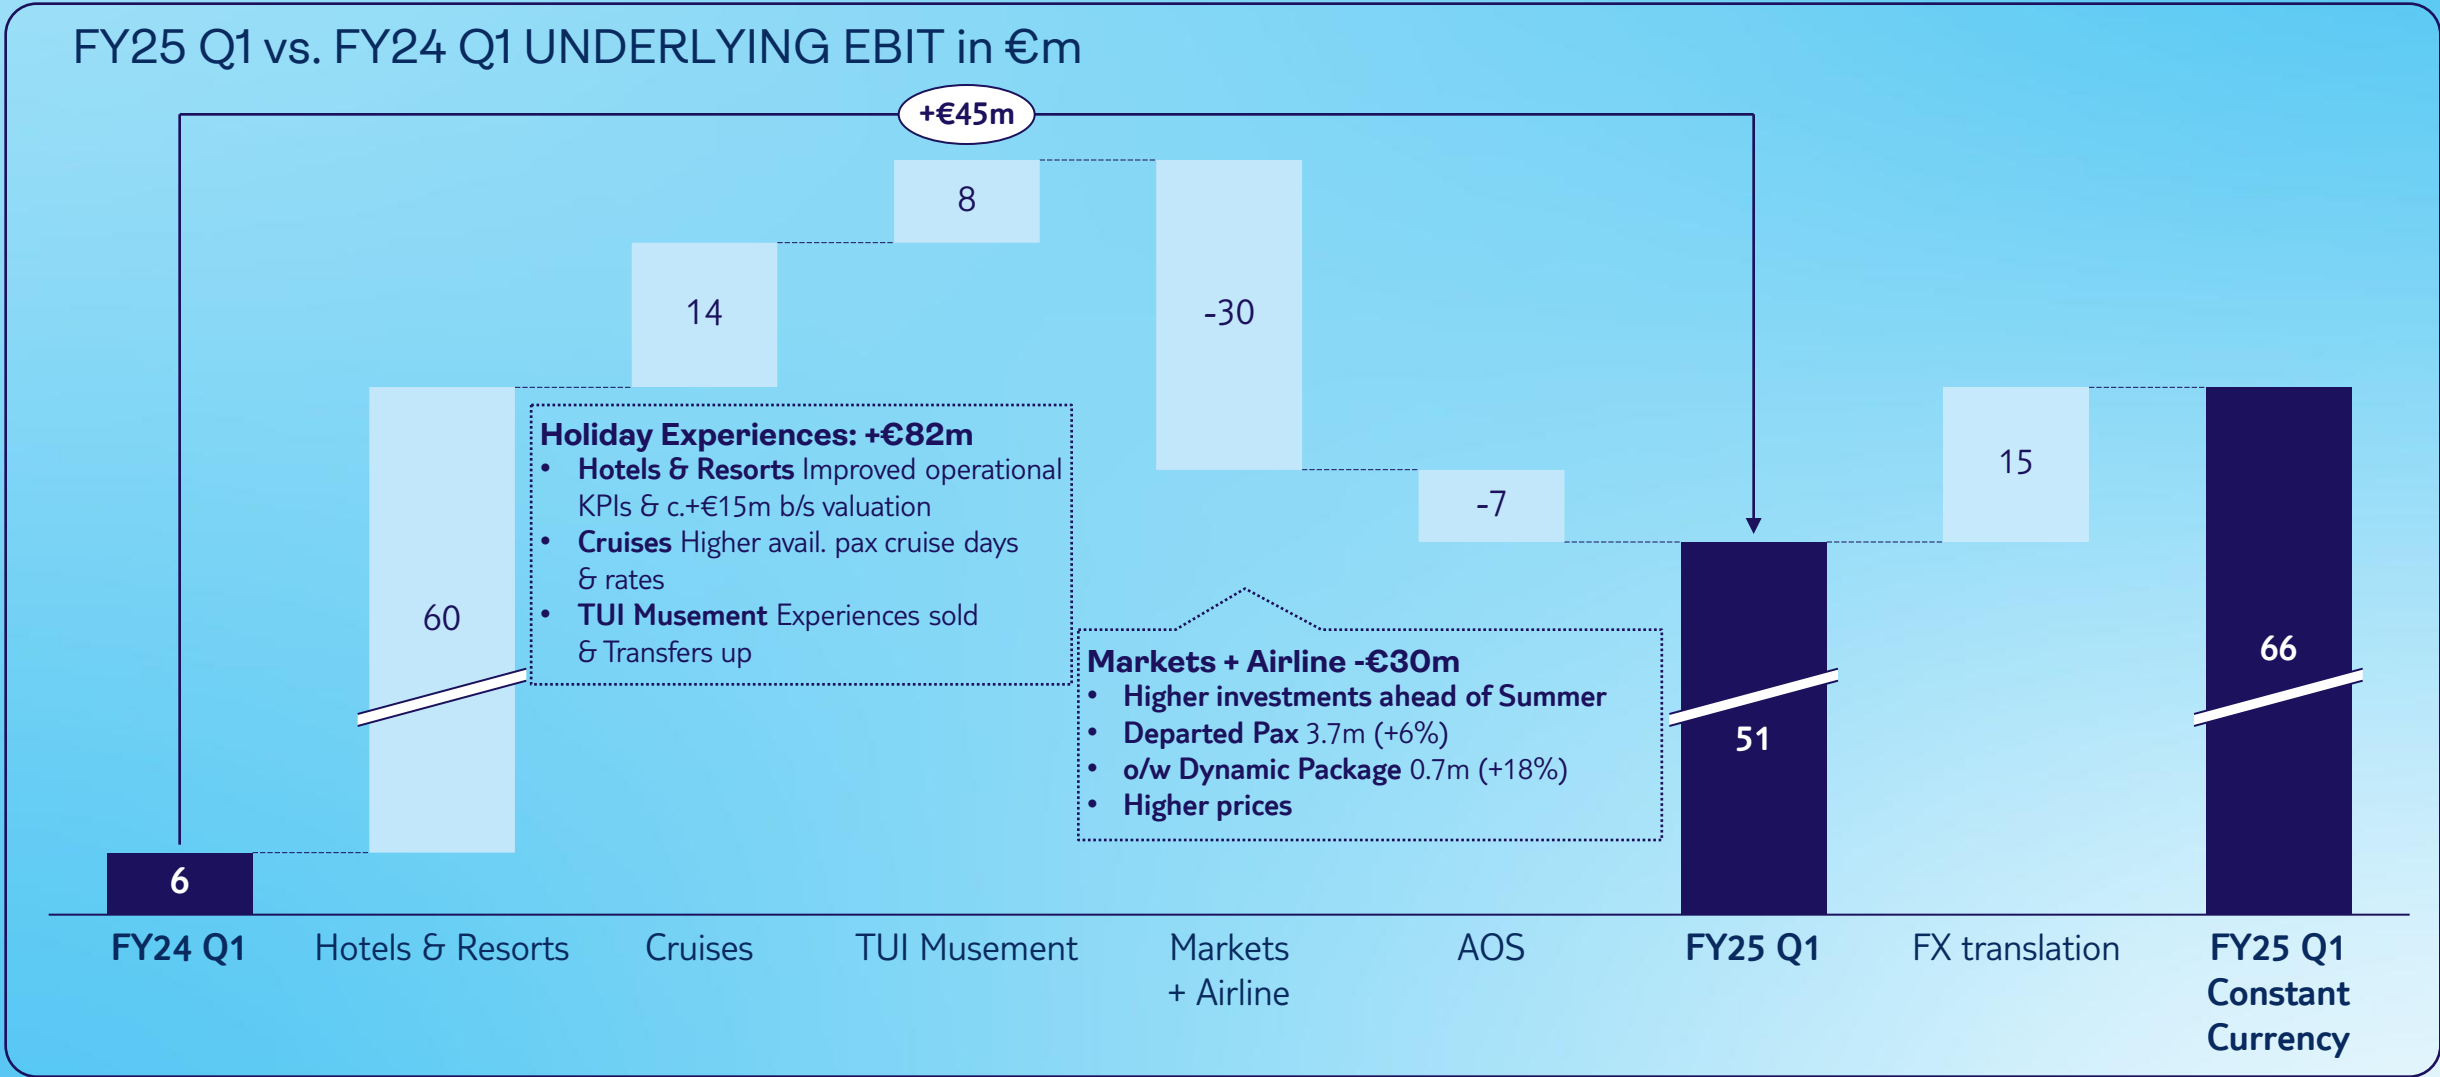 FY25 Q1 vs. FY24 Q1 UNDERLYING EBIT in €m
+€45m
8
14
-30
Holiday Experiences: +€82m
• Hotels & Resorts Improved operational
KPIs & c.+€15m b/s valuation
• Cruises Higher avail. pax cruise days
& rates
• TUI Musement Experiences sold
& Transfers up
60
-7
15
Markets + Airline -€30m
• Higher investments ahead of Summer
• Departed Pax 3.7m (+6%)
• o/w Dynamic Package 0.7m (+18%)
• Higher prices
51
66
6
FY24 Q1
Hotels & Resorts
Cruises
TUI Musement
Markets
+ Airline
AOS
FY25 Q1
FX translation
FY25 Q1
Constant
Currency